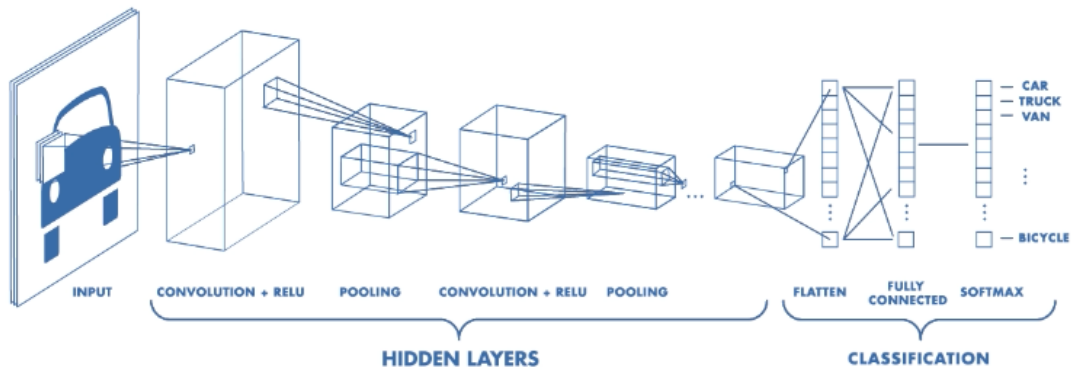 CAR
TRUCK
VAN
BICYCLE
INPUT
CONVOLUTION + RELU
POOLING
CONVOLUTION + RELU
POOLING
FLATTEN
FULLY
CONNECTED
SOFTMAX
HIDDEN LAYERS
CLASSIFICATION